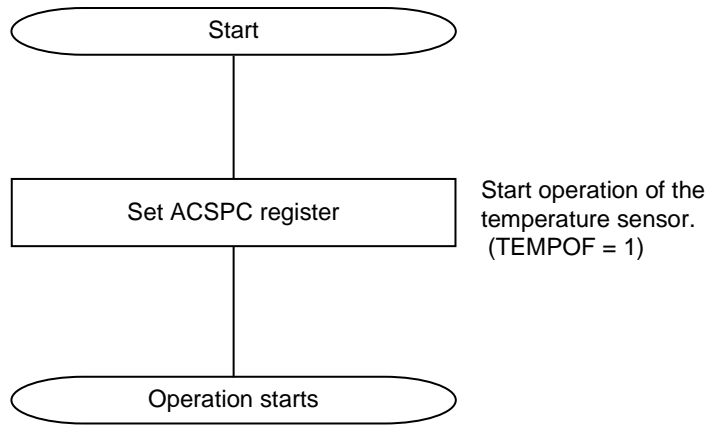 Start
Set ACSPC register
Start operation of the
temperature sensor.
(TEMPOF = 1)
Operation starts